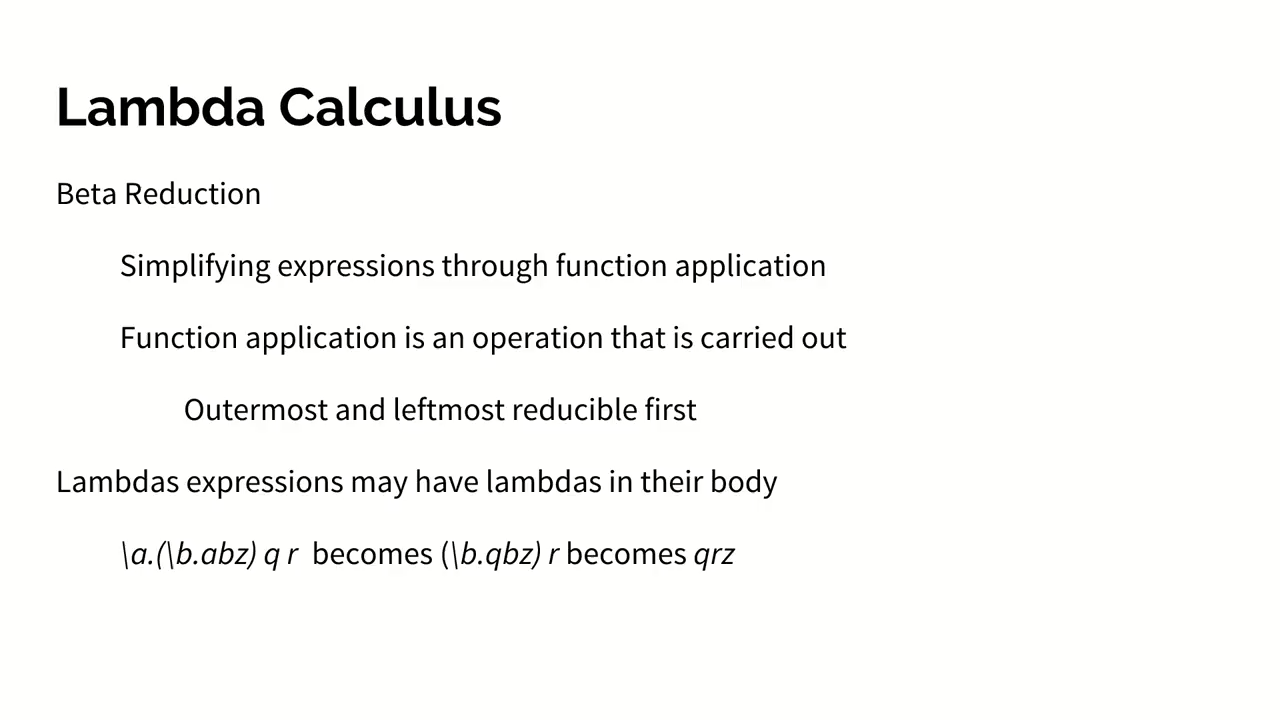 Lambda Calculus
Beta Reduction
Simplifying expressions through function application
Function application is an operation that is carried out
Outermost and leftmost reducible first
Lambdas expressions may have lambdas in their body
\a.(\b.abz) q r becomes (\b.qbz) r becomes qrz